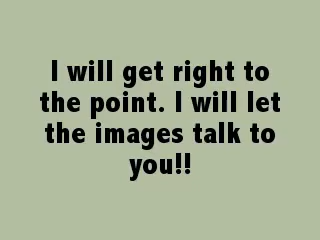 I will get right to
the point. I will let
the images talk to
you!!